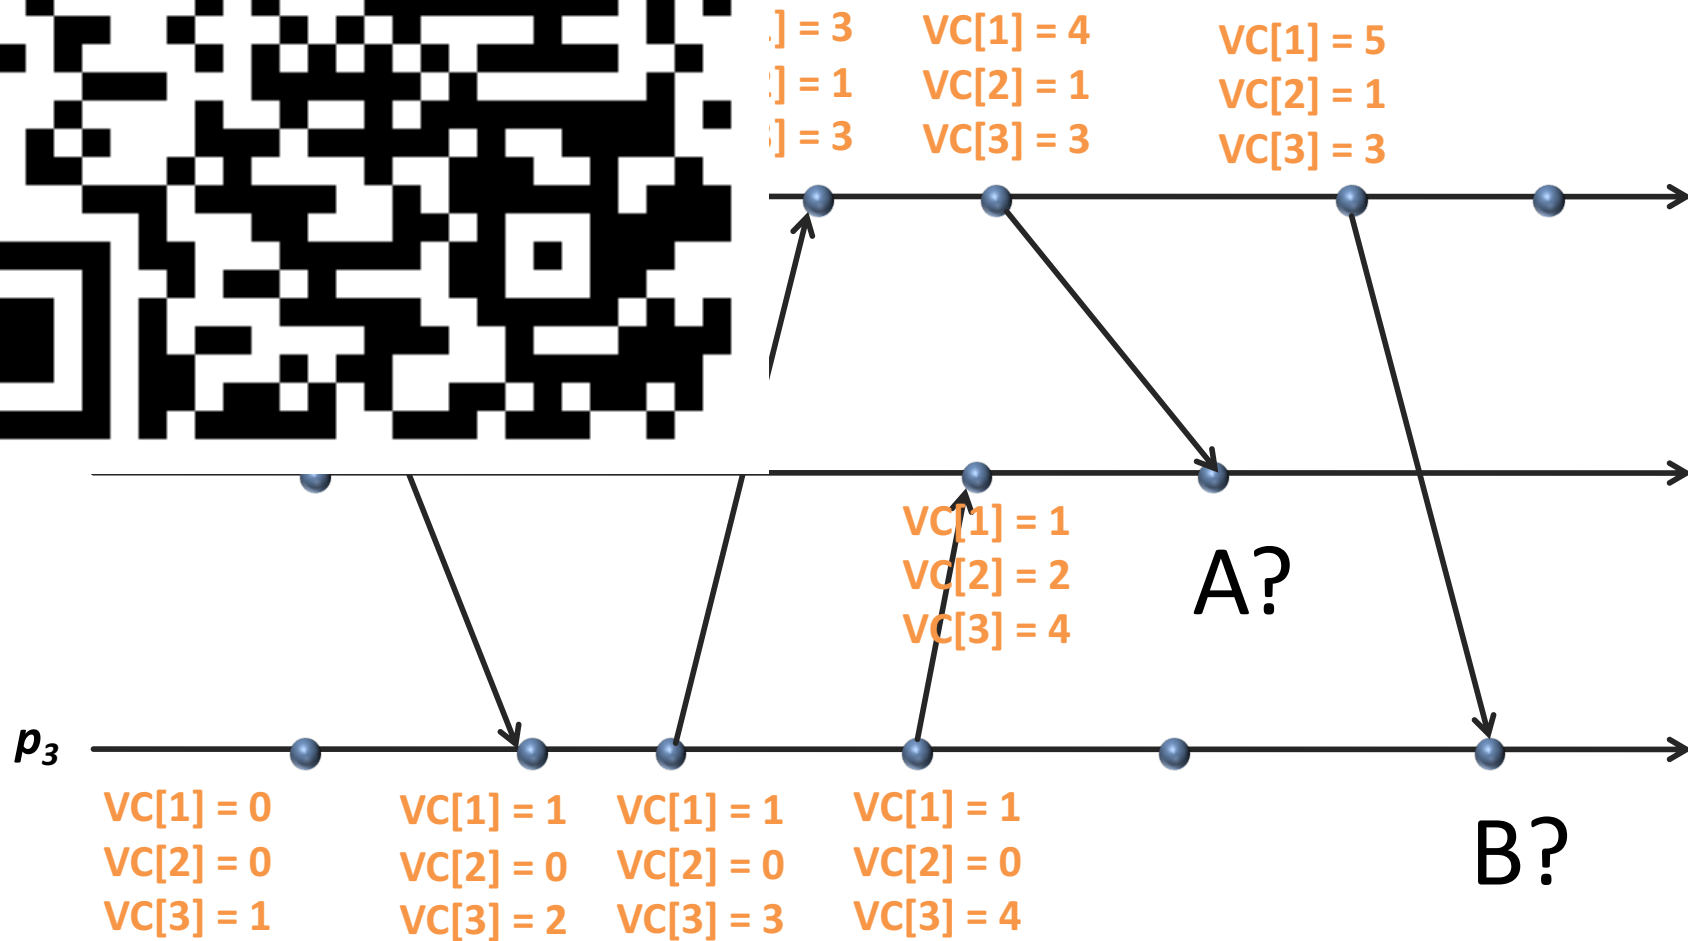 ] = 3
] = 1
] = 3
VC[1] = 4
VC[2] = 1
VC[3] = 3
VC[1] = 5
VC[2] = 1
VC[3] = 3
VC[1] = 1
VC[2] = 2
VC[3] = 4
A?
p3
VC[1] = 0
VC[2] = 0
VC[3] = 1
VC[1] = 1
VC[2] = 0
VC[3] = 2
VC[1] = 1
VC[2] = 0
VC[3] = 3
VC[1] = 1
VC[2] = 0
VC[3] = 4
B?